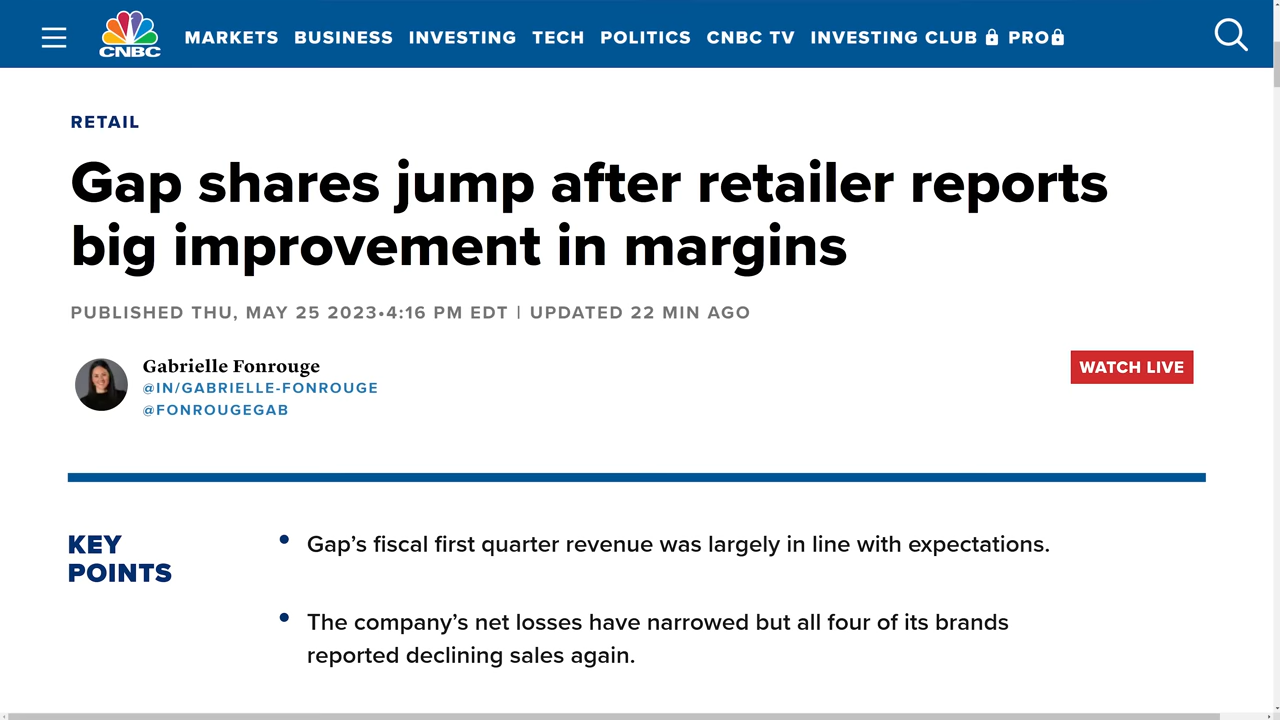 CNBC
MARKETS BUSINESS INVESTING TECH POLITICS CNBC TV INVESTING CLUB PRO
RETAIL
Gap shares jump after retailer reports
big improvement in margins
PUBLISHED THU, MAY 25 2023•4:16 PM EDT | UPDATED 22 MIN AGO
Gabrielle Fonrouge
@IN/GABRIELLE-FONROUGE
@FONROUGEGAB
WATCH LIVE
KEY
POINTS
• Gap’s fiscal first quarter revenue was largely in line with expectations.
• The company’s net losses have narrowed but all four of its brands
reported declining sales again.